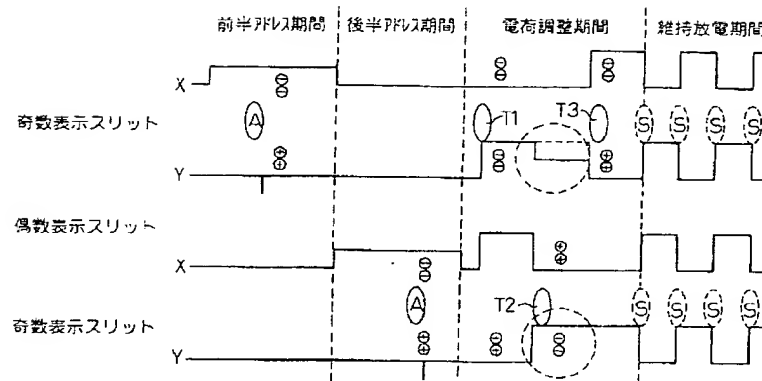 前半アドレス期間 後半アドレス期間 電荷調整期間 維持放電期間
X ⊖ ⊖ ⊖ ⊖ ⊖ ⊖
奇数表示スリット A T1 T3 S S S S
Y ⊕ ⊕ ⊖ ⊖ ⊕ ⊕
偶数表示スリット
X ⊖ ⊖ ⊕ ⊕
奇数表示スリット A T2 S S S S
Y ⊕ ⊕ ⊖ ⊖ ⊖ ⊖